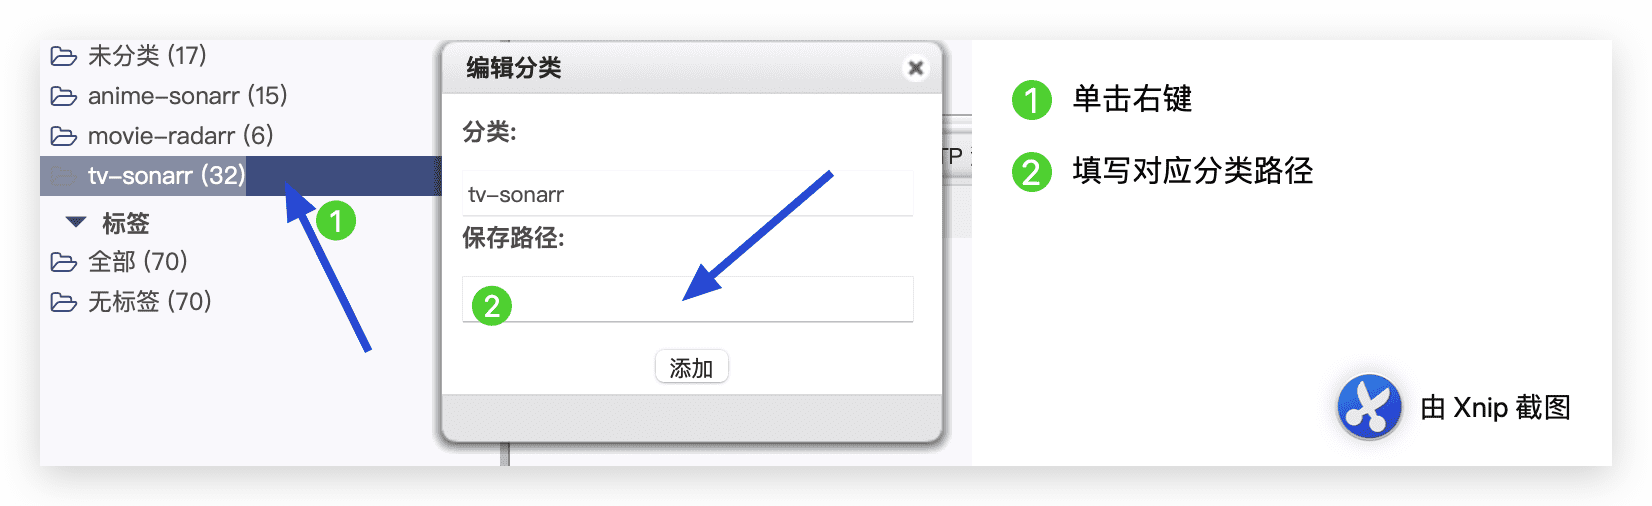 未分类 (17)
anime-sonarr (15)
movie-radarr (6)
tv-sonarr (32)
1
标签
全部 (70)
无标签 (70)
编辑分类
分类:
tv-sonarr
保存路径:
2
添加
TP
1 单击右键
2 填写对应分类路径
由 Xnip 截图